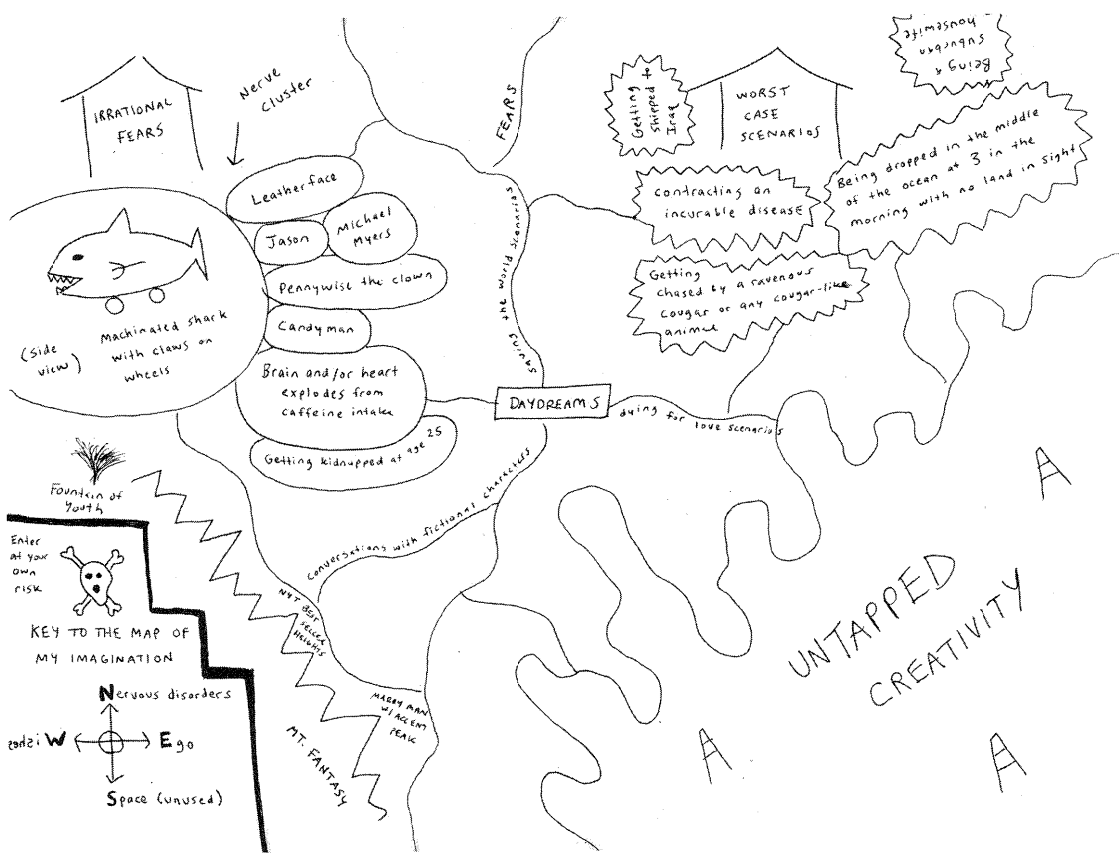 IRRATIONAL
FEARS
Nerve
Cluster
Leatherface
Jason
Michael
Myers
Pennywise the clown
Candyman
Brain and/or heart
explodes from
caffeine intake
Getting kidnapped at age 25
(side
view)
Machinated shark
with claws on
wheels
FEARS
Saving the world scenarios
DAYDREAMS
dying for love scenarios
Conversations with fictional characters
Getting
shipped to
Iraq
WORST
CASE
SCENARIOS
Being a
suburban
housewife
Contracting an
incurable disease
Being dropped in the middle
of the ocean at 3 in the
morning with no land in sight
Getting
chased by a ravenous
cougar or any cougar-like
animal
Fountain of
Youth
Enter
at your
own
risk
KEY TO THE MAP OF
MY IMAGINATION
Nervous disorders
Wishes
Ego
Space (unused)
NYT BEST
SELLER
HEIGHTS
MARRY MAN
W/ ACCENT
PEAK
MT. FANTASY
UNTAPPED
CREATIVITY